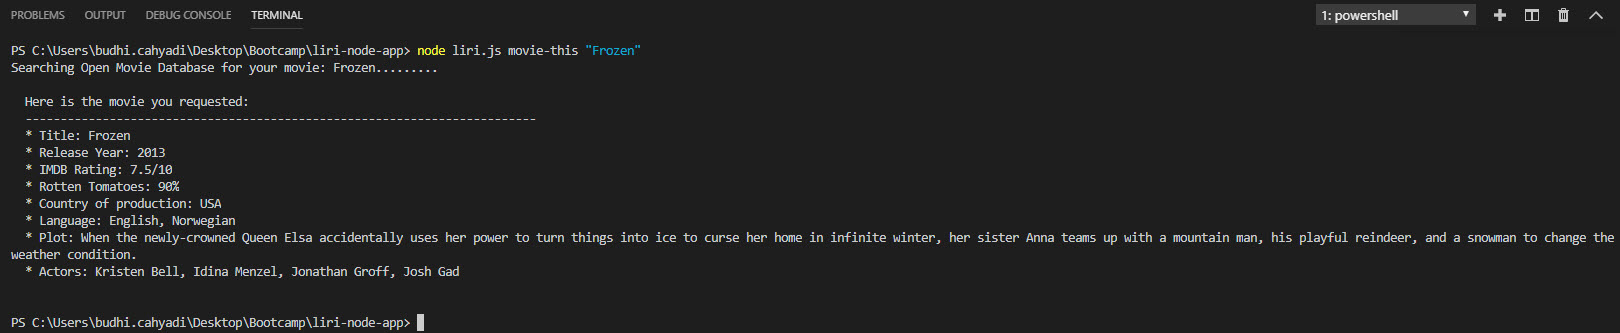 PROBLEMS OUTPUT DEBUG CONSOLE TERMINAL 1: powershell
PS C:\Users\budhi.cahyadi\Desktop\Bootcamp\liri-node-app> node liri.js movie-this "Frozen"
Searching Open Movie Database for your movie: Frozen.........
Here is the movie you requested:
-------------------------------------------------------------------------
* Title: Frozen
* Release Year: 2013
* IMDB Rating: 7.5/10
* Rotten Tomatoes: 90%
* Country of production: USA
* Language: English, Norwegian
* Plot: When the newly-crowned Queen Elsa accidentally uses her power to turn things into ice to curse her home in infinite winter, her sister Anna teams up with a mountain man, his playful reindeer, and a snowman to change the
weather condition.
* Actors: Kristen Bell, Idina Menzel, Jonathan Groff, Josh Gad
PS C:\Users\budhi.cahyadi\Desktop\Bootcamp\liri-node-app>